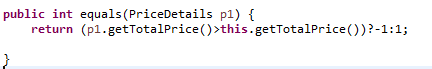 public int equals(PriceDetails p1) {
return (p1.getTotalPrice()>this.getTotalPrice())?-1:1;
}